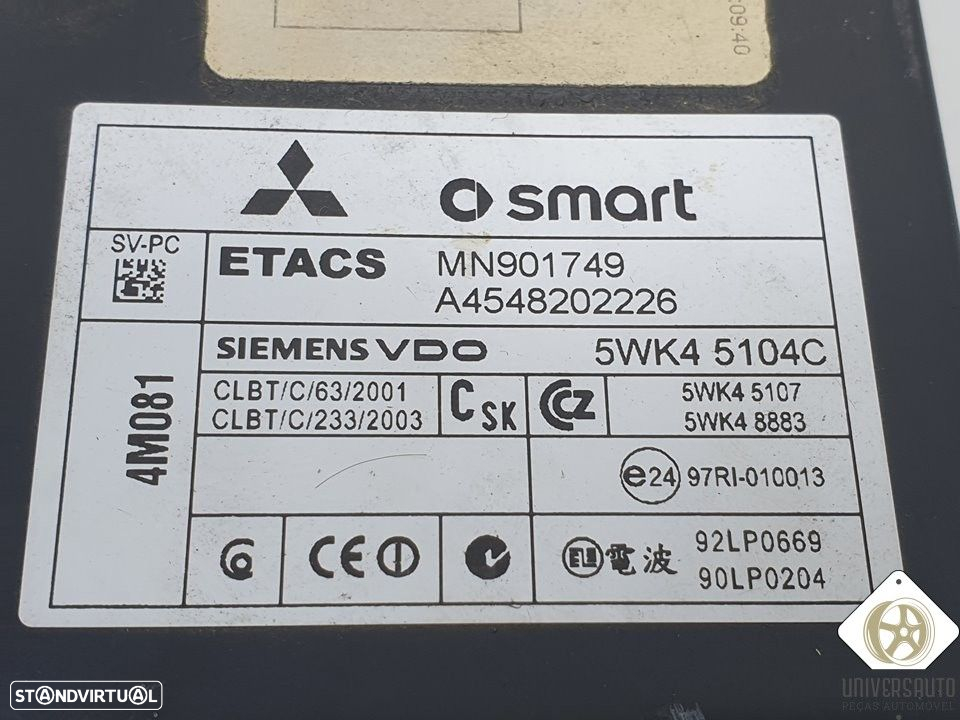 :09:40
smart
SV-PC
ETACS MN901749
A4548202226
SIEMENS VDO 5WK4 5104C
4M081
CLBT/C/63/2001
CLBT/C/233/2003
C SK
CZ
5WK4 5107
5WK4 8883
e24 97RI-010013
CE
電波 92LP0669
90LP0204
STANDVIRTUAL
UNIVERSAUTO
PEÇAS AUTOMÓVEL